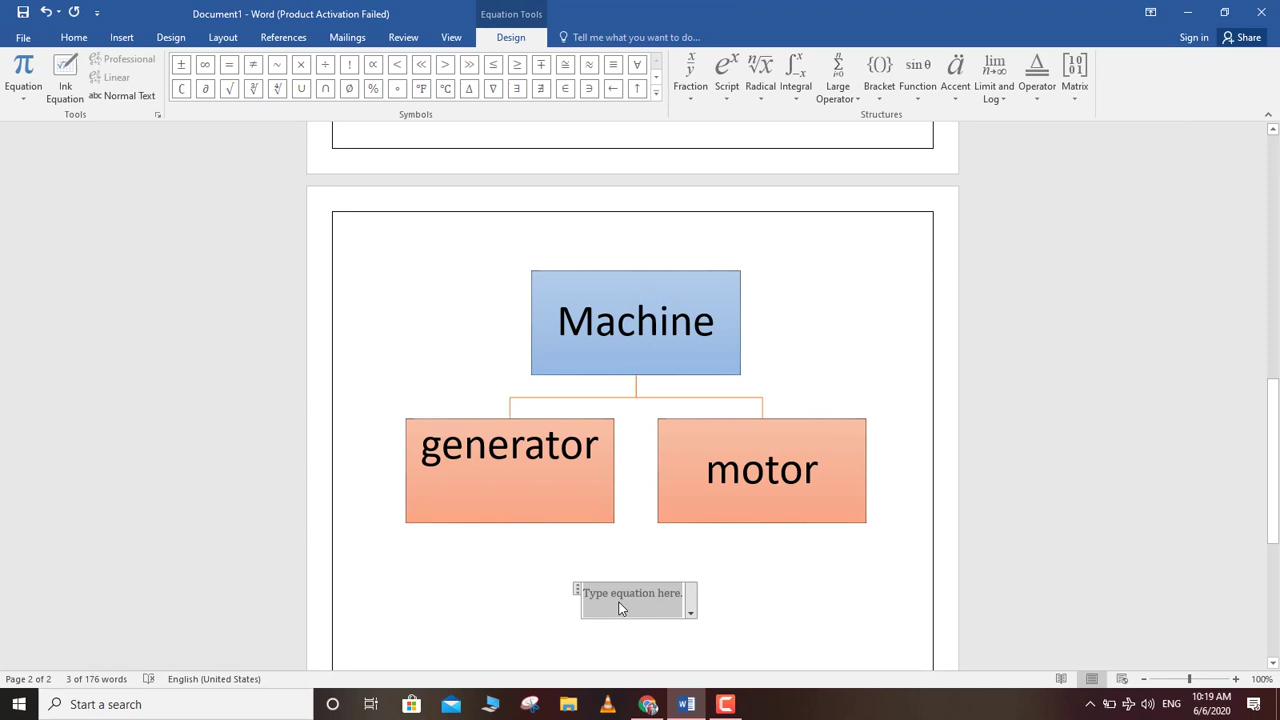 Document1 - Word (Product Activation Failed)
Equation Tools
File
Home
Insert
Design
Layout
References
Mailings
Review
View
Design
Tell me what you want to do...
Sign in
Share
Equation
Ink
Equation
Professional
Linear
abc Normal Text
Tools
± ∞ = ≠ ~ × ÷ ! ∝ < ≪ > ≫ ≤ ≥ ∓ ≅ ≈ ≡ ∀
∁ ∂ √ ∛ ∜ ∪ ∩ ∅ % ∘ °F °C ∆ ∇ ∃ ∄ ∈ ∋ ← ↑
Symbols
Fraction
Script
Radical
Integral
Large
Operator
Bracket
Function
Accent
Limit and
Log
Operator
Matrix
Structures
Machine
generator
motor
Type equation here.
Page 2 of 2
3 of 176 words
English (United States)
100%
Start a search
ENG
10:19 AM
6/6/2020